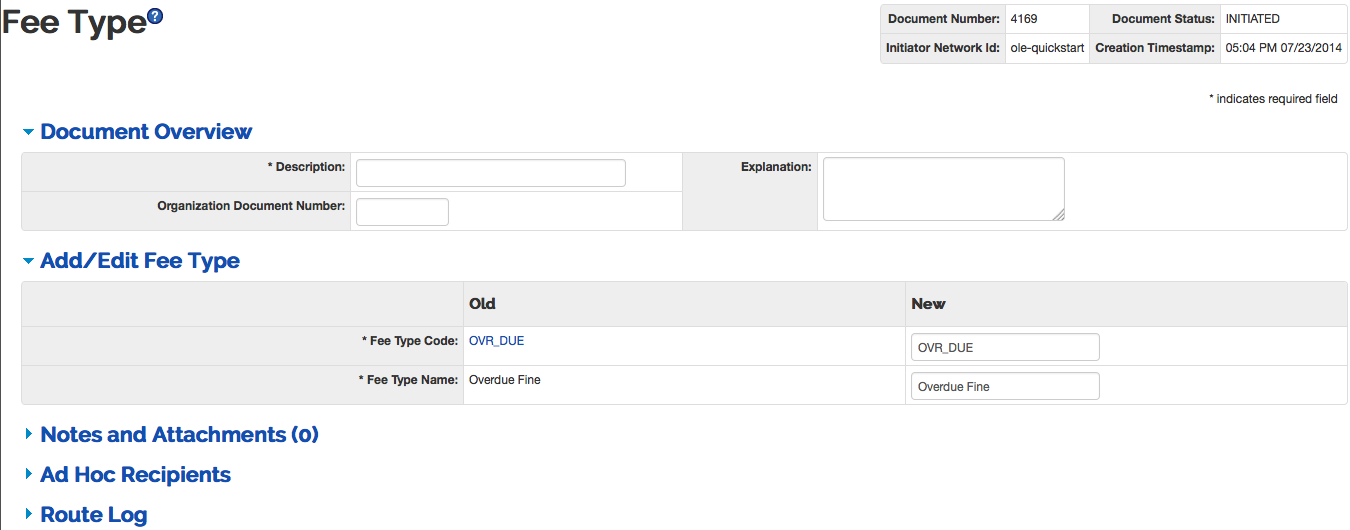 Fee Type?
Document Number: 4169 Document Status: INITIATED
Initiator Network Id: ole-quickstart Creation Timestamp: 05:04 PM 07/23/2014
* indicates required field
Document Overview
* Description: Explanation:
Organization Document Number:
Add/Edit Fee Type
Old New
* Fee Type Code: OVR_DUE OVR_DUE
* Fee Type Name: Overdue Fine Overdue Fine
Notes and Attachments (0)
Ad Hoc Recipients
Route Log